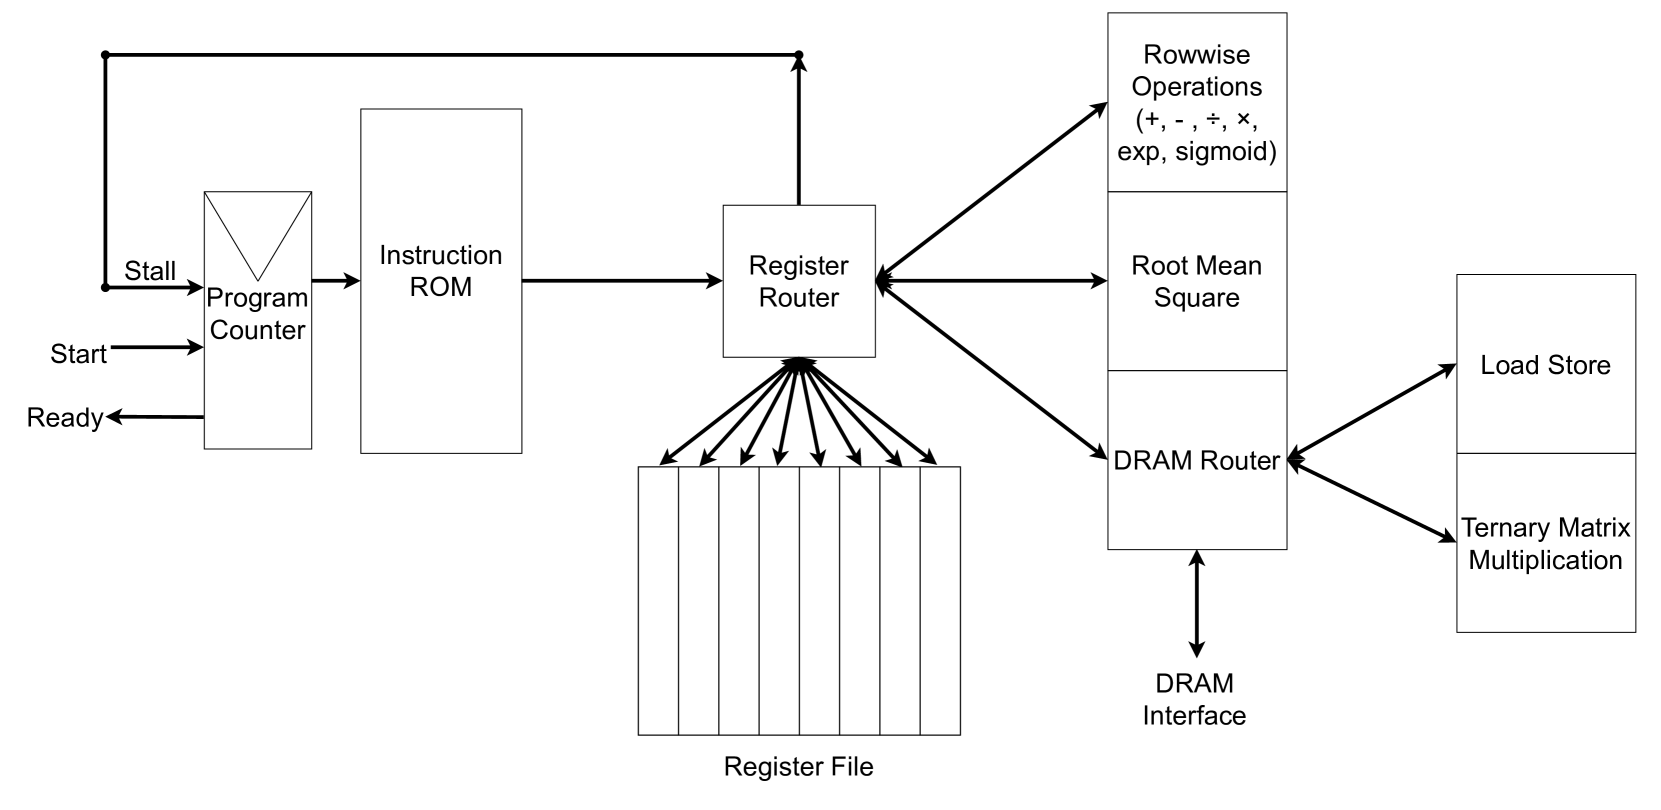 Rowwise
Operations
(+, - , ÷, ×,
exp, sigmoid)
Stall
Start
Ready
Program
Counter
Instruction
ROM
Register
Router
Root Mean
Square
DRAM Router
Load Store
Ternary Matrix
Multiplication
DRAM
Interface
Register File